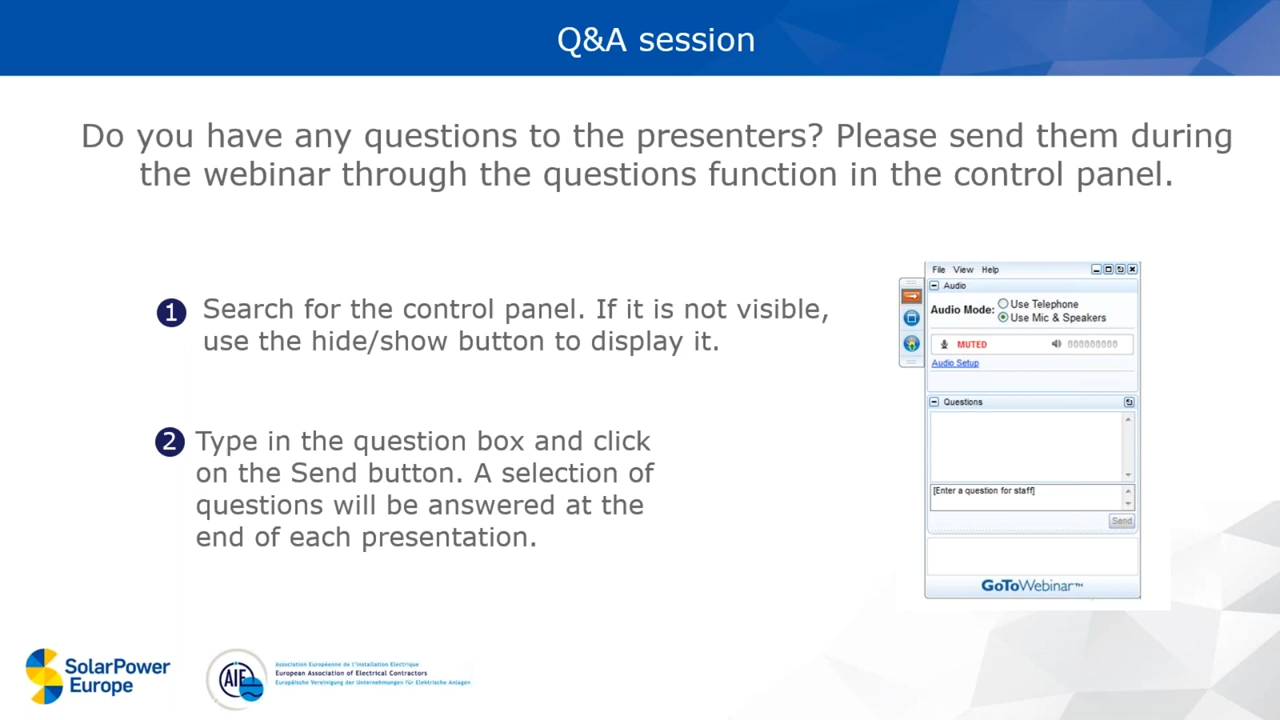 Q&A session
Do you have any questions to the presenters? Please send them during
the webinar through the questions function in the control panel.
1 Search for the control panel. If it is not visible,
use the hide/show button to display it.
2 Type in the question box and click
on the Send button. A selection of
questions will be answered at the
end of each presentation.
File View Help
Audio
Audio Mode: Use Telephone
Use Mic & Speakers
MUTED
Audio Setup
Questions
[Enter a question for staff]
Send
GoToWebinar™
SolarPower
Europe
AIE
Association Européenne de l'Installation Electrique
European Association of Electrical Contractors
Europäische Vereinigung der Unternehmungen für Elektrische Anlagen